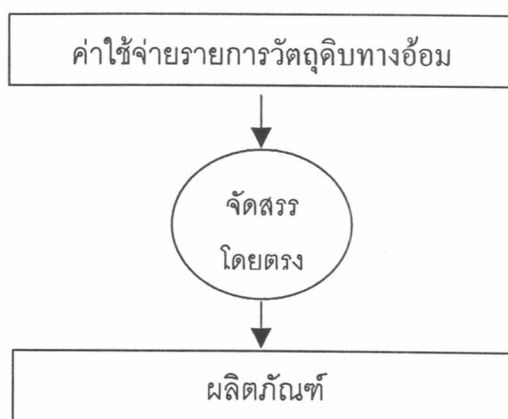 ค่าใช้จ่ายรายการวัตถุดิบทางอ้อม
จัดสรร
โดยตรง
ผลิตภัณฑ์